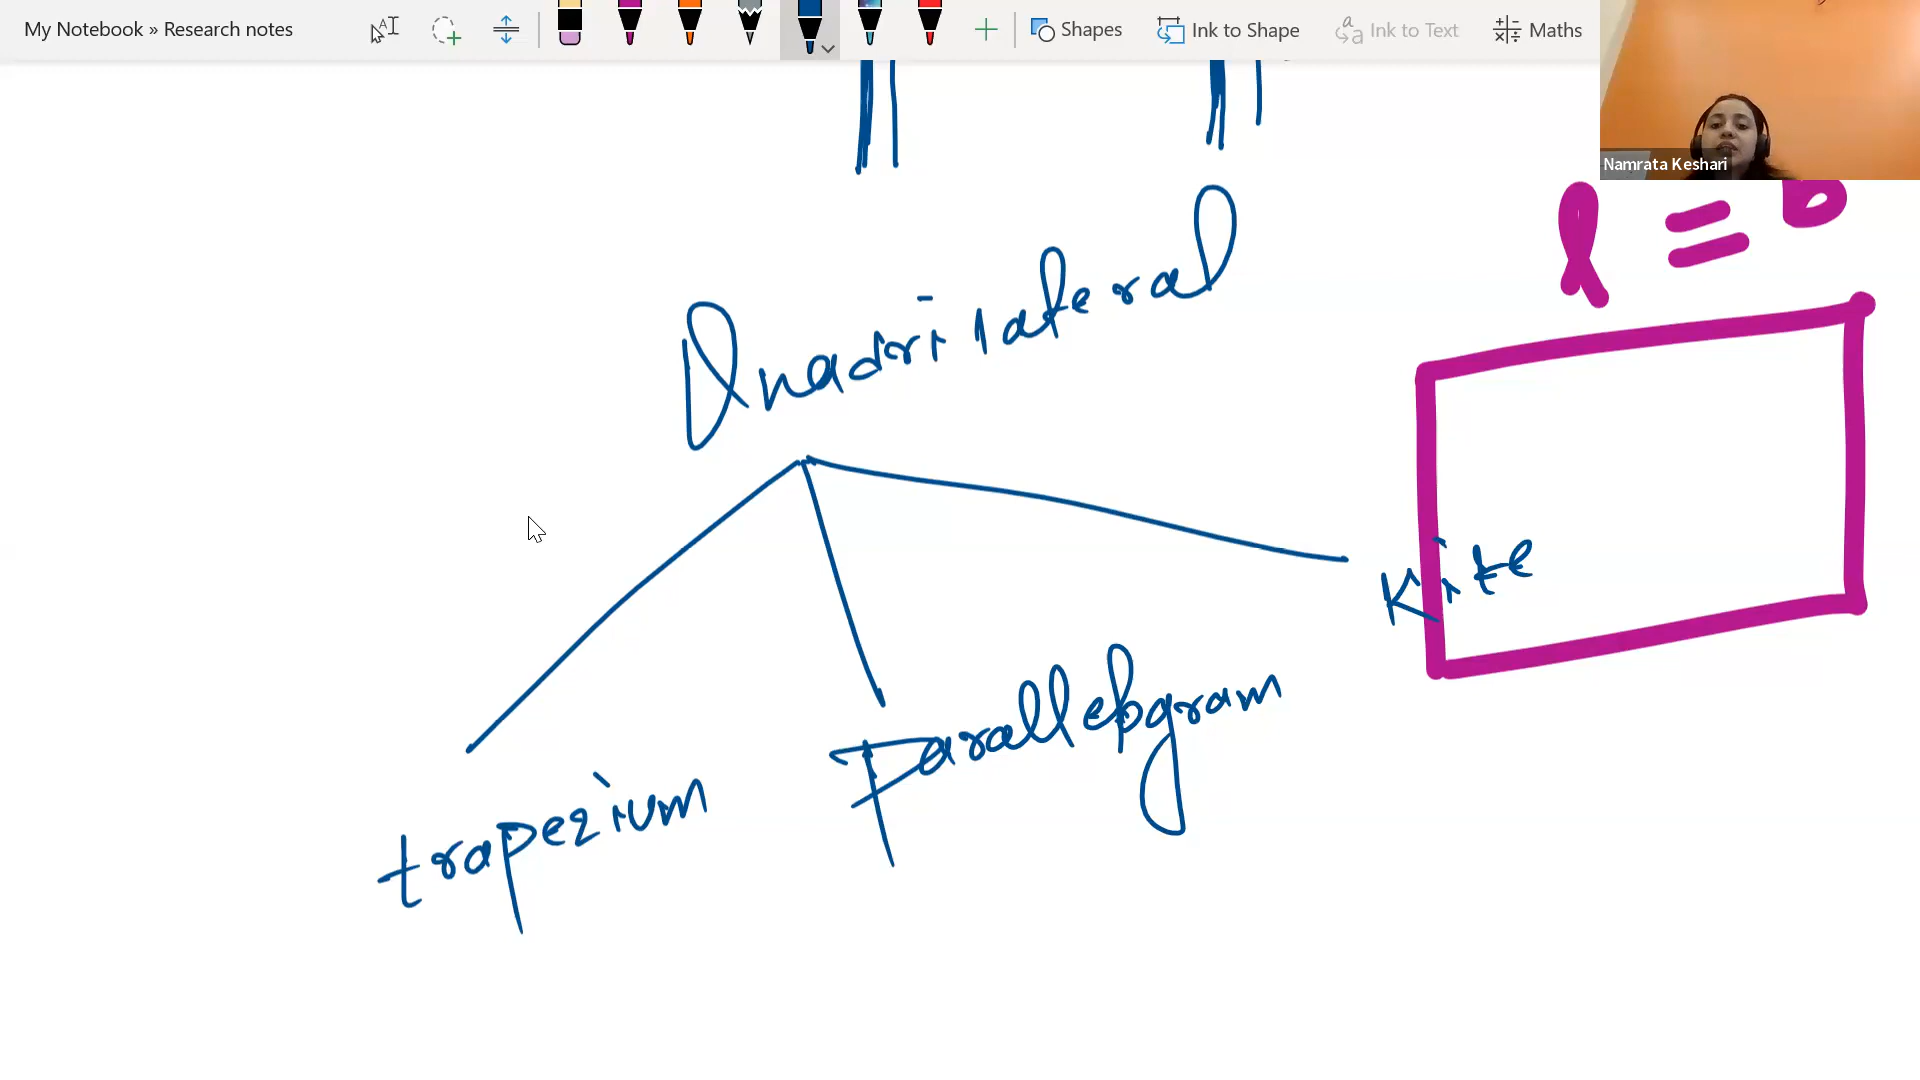 My Notebook » Research notes
Shapes
Ink to Shape
Ink to Text
Maths
Namrata Keshari
l = b
Quadrilateral
Kite
Parallelogram
trapezium